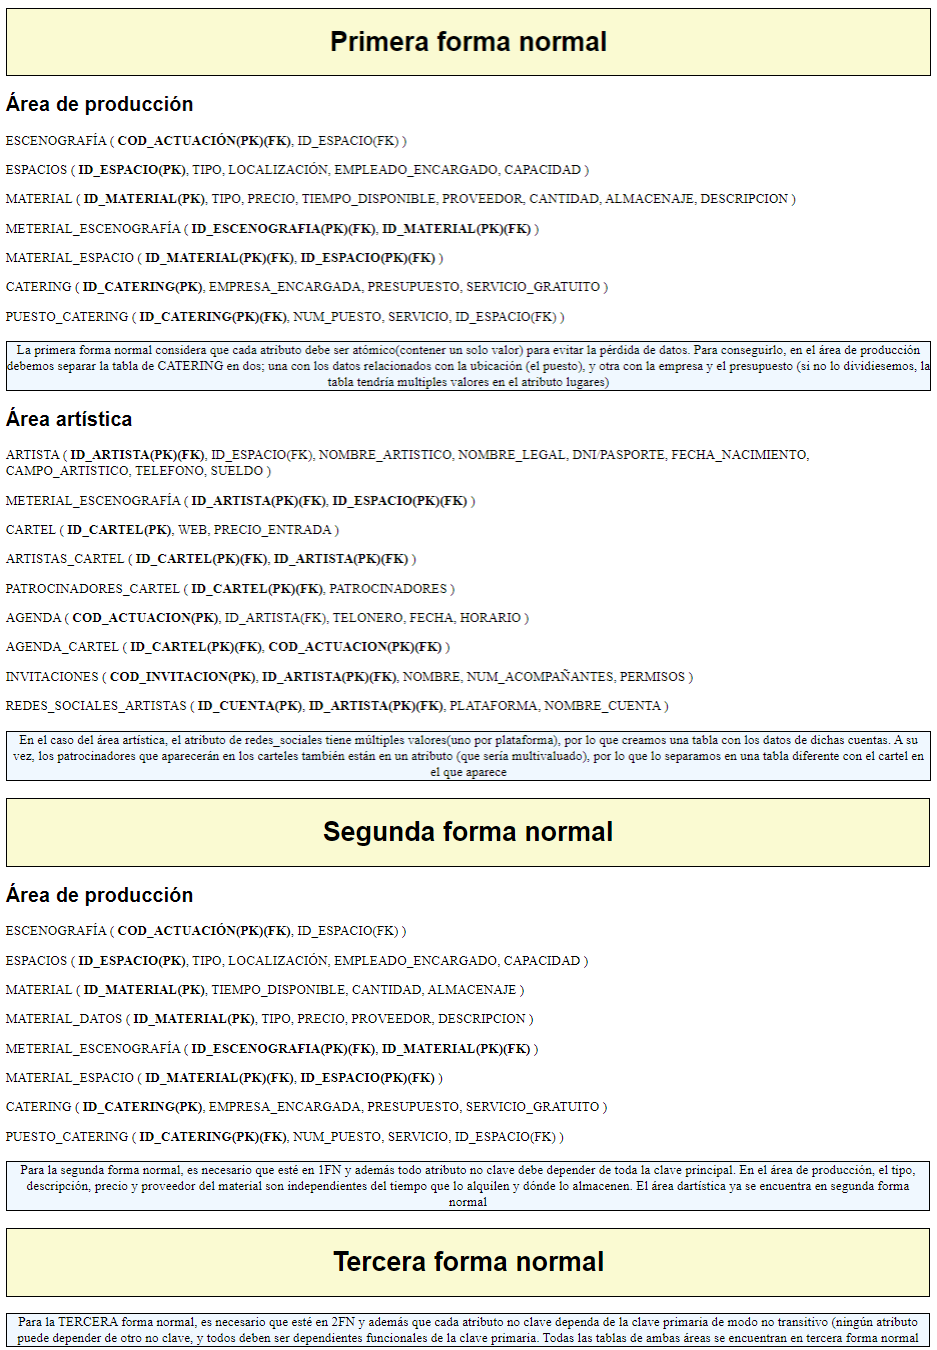 Primera forma normal
Área de producción
ESCENOGRAFÍA ( COD_ACTUACIÓN(PK)(FK), ID_ESPACIO(FK) )
ESPACIOS ( ID_ESPACIO(PK), TIPO, LOCALIZACIÓN, EMPLEADO_ENCARGADO, CAPACIDAD )
MATERIAL ( ID_MATERIAL(PK), TIPO, PRECIO, TIEMPO_DISPONIBLE, PROVEEDOR, CANTIDAD, ALMACENAJE, DESCRIPCION )
METERIAL_ESCENOGRAFÍA ( ID_ESCENOGRAFIA(PK)(FK), ID_MATERIAL(PK)(FK) )
MATERIAL_ESPACIO ( ID_MATERIAL(PK)(FK), ID_ESPACIO(PK)(FK) )
CATERING ( ID_CATERING(PK), EMPRESA_ENCARGADA, PRESUPUESTO, SERVICIO_GRATUITO )
PUESTO_CATERING ( ID_CATERING(PK)(FK), NUM_PUESTO, SERVICIO, ID_ESPACIO(FK) )
La primera forma normal considera que cada atributo debe ser atómico(contener un solo valor) para evitar la pérdida de datos. Para conseguirlo, en el área de producción
debemos separar la tabla de CATERING en dos; una con los datos relacionados con la ubicación (el puesto), y otra con la empresa y el presupuesto (si no lo dividiesemos, la
tabla tendría multiples valores en el atributo lugares)
Área artística
ARTISTA ( ID_ARTISTA(PK)(FK), ID_ESPACIO(FK), NOMBRE_ARTISTICO, NOMBRE_LEGAL, DNI/PASPORTE, FECHA_NACIMIENTO,
CAMPO_ARTISTICO, TELEFONO, SUELDO )
METERIAL_ESCENOGRAFÍA ( ID_ARTISTA(PK)(FK), ID_ESPACIO(PK)(FK) )
CARTEL ( ID_CARTEL(PK), WEB, PRECIO_ENTRADA )
ARTISTAS_CARTEL ( ID_CARTEL(PK)(FK), ID_ARTISTA(PK)(FK) )
PATROCINADORES_CARTEL ( ID_CARTEL(PK)(FK), PATROCINADORES )
AGENDA ( COD_ACTUACION(PK), ID_ARTISTA(FK), TELONERO, FECHA, HORARIO )
AGENDA_CARTEL ( ID_CARTEL(PK)(FK), COD_ACTUACION(PK)(FK) )
INVITACIONES ( COD_INVITACION(PK), ID_ARTISTA(PK)(FK), NOMBRE, NUM_ACOMPAÑANTES, PERMISOS )
REDES_SOCIALES_ARTISTAS ( ID_CUENTA(PK), ID_ARTISTA(PK)(FK), PLATAFORMA, NOMBRE_CUENTA )
En el caso del área artística, el atributo de redes_sociales tiene múltiples valores(uno por plataforma), por lo que creamos una tabla con los datos de dichas cuentas. A su
vez, los patrocinadores que aparecerán en los carteles también están en un atributo (que sería multivaluado), por lo que lo separamos en una tabla diferente con el cartel en
el que aparece
Segunda forma normal
Área de producción
ESCENOGRAFÍA ( COD_ACTUACIÓN(PK)(FK), ID_ESPACIO(FK) )
ESPACIOS ( ID_ESPACIO(PK), TIPO, LOCALIZACIÓN, EMPLEADO_ENCARGADO, CAPACIDAD )
MATERIAL ( ID_MATERIAL(PK), TIEMPO_DISPONIBLE, CANTIDAD, ALMACENAJE )
MATERIAL_DATOS ( ID_MATERIAL(PK), TIPO, PRECIO, PROVEEDOR, DESCRIPCION )
METERIAL_ESCENOGRAFÍA ( ID_ESCENOGRAFIA(PK)(FK), ID_MATERIAL(PK)(FK) )
MATERIAL_ESPACIO ( ID_MATERIAL(PK)(FK), ID_ESPACIO(PK)(FK) )
CATERING ( ID_CATERING(PK), EMPRESA_ENCARGADA, PRESUPUESTO, SERVICIO_GRATUITO )
PUESTO_CATERING ( ID_CATERING(PK)(FK), NUM_PUESTO, SERVICIO, ID_ESPACIO(FK) )
Para la segunda forma normal, es necesario que esté en 1FN y además todo atributo no clave debe depender de toda la clave principal. En el área de producción, el tipo,
descripción, precio y proveedor del material son independientes del tiempo que lo alquilen y dónde lo almacenen. El área dartística ya se encuentra en segunda forma
normal
Tercera forma normal
Para la TERCERA forma normal, es necesario que esté en 2FN y además que cada atributo no clave dependa de la clave primaria de modo no transitivo (ningún atributo
puede depender de otro no clave, y todos deben ser dependientes funcionales de la clave primaria. Todas las tablas de ambas áreas se encuentran en tercera forma normal